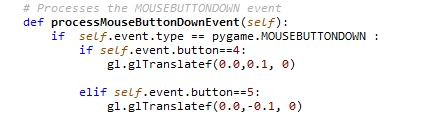 # Processes the MOUSEBUTTONDOWN event
def processMouseButtonDownEvent(self):
    if  self.event.type == pygame.MOUSEBUTTONDOWN :
        if self.event.button==4:
            gl.glTranslatef(0.0,0.1, 0)

        elif self.event.button==5:
            gl.glTranslatef(0.0,-0.1, 0)